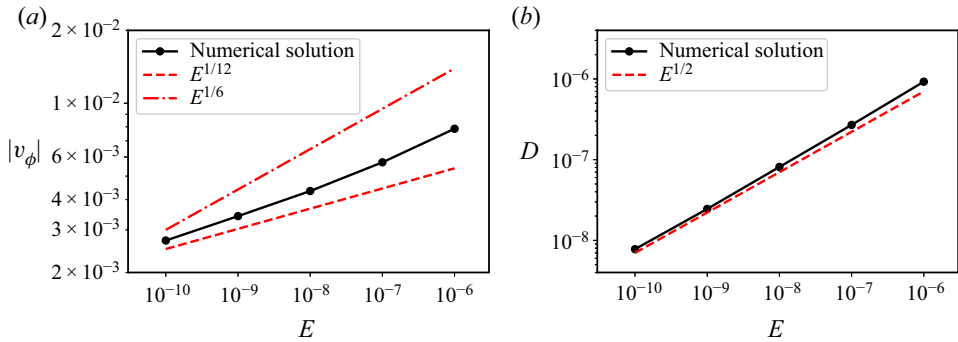 (a)
2 × 10⁻²
1 × 10⁻²
6 × 10⁻³
4 × 10⁻³
3 × 10⁻³
2 × 10⁻³
|v_ϕ|
Numerical solution
E^{1/12}
E^{1/6}
10⁻¹⁰ 10⁻⁹ 10⁻⁸ 10⁻⁷ 10⁻⁶
E
(b)
10⁻⁶
10⁻⁷
10⁻⁸
D
Numerical solution
E^{1/2}
10⁻¹⁰ 10⁻⁹ 10⁻⁸ 10⁻⁷ 10⁻⁶
E